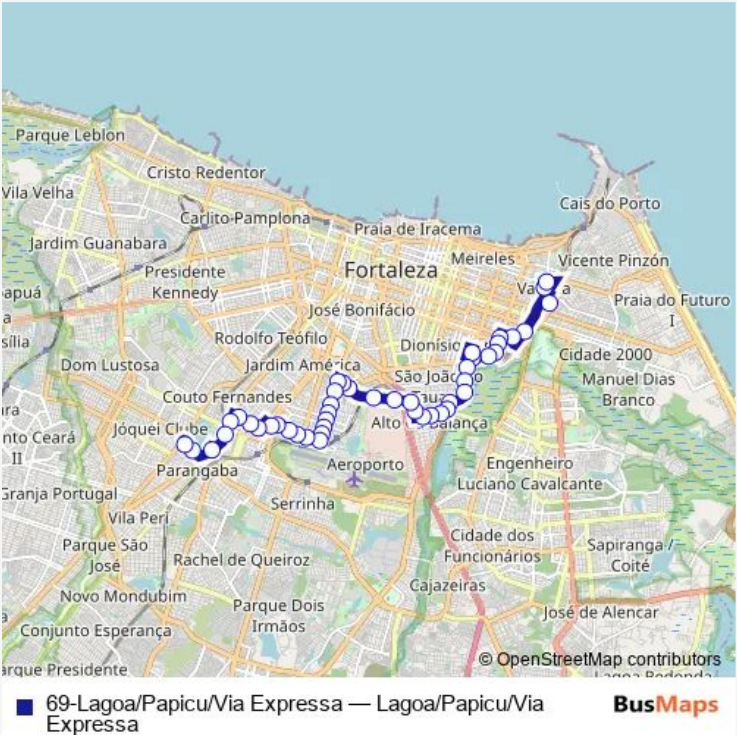 Parque Leblon
Cristo Redentor
Vila Velha
Cais do Porto
Carlito Pamplona
Praia de Iracema
Jardim Guanabara
Meireles
Vicente Pinzón
Presidente
Kennedy
Fortaleza
apuá
Praia do Futuro
I
José Bonifácio
Rodolfo Teófilo
sília
Dionísio
Cidade 2000
Dom Lustosa
Jardim América
São João
Manuel Dias
Branco
Couto Fernandes
Jóquei Clube
Alto
nto Ceará
II
Parangaba
Aeroporto
Engenheiro
Luciano Cavalcante
Granja Portugal
Serrinha
Vila Peri
Cidade dos
Funcionários
Parque São
José
Sapiranga /
Coité
Rachel de Queiroz
Cajazeiras
Novo Mondubim
Parque Dois
Irmãos
José de Alencar
Conjunto Esperança
arque Presidente
© OpenStreetMap contributors
69-Lagoa/Papicu/Via Expressa — Lagoa/Papicu/Via
Expressa
BusMaps